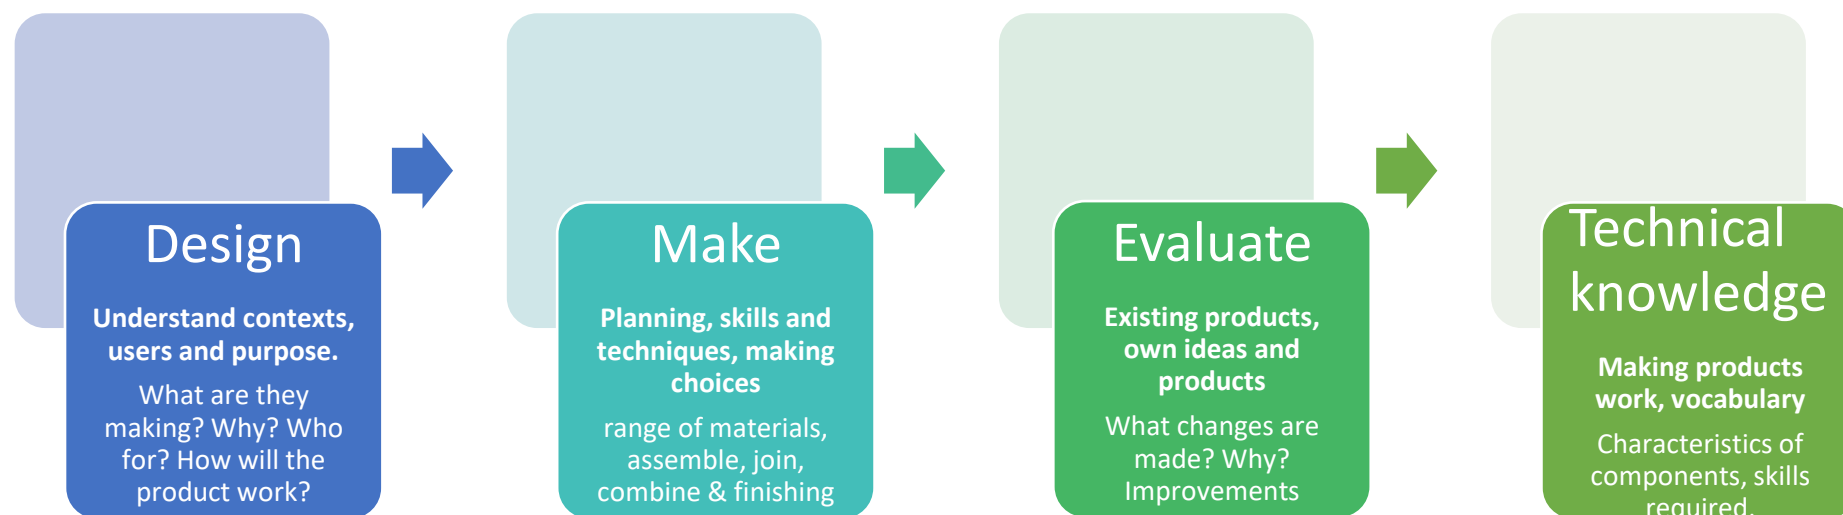 Design
Understand contexts,
users and purpose.
What are they
making? Why? Who
for? How will the
product work?
Make
Planning, skills and
techniques, making
choices
range of materials,
assemble, join,
combine & finishing
Evaluate
Existing products,
own ideas and
products
What changes are
made? Why?
Improvements
Technical
knowledge
Making products
work, vocabulary
Characteristics of
components, skills
required.